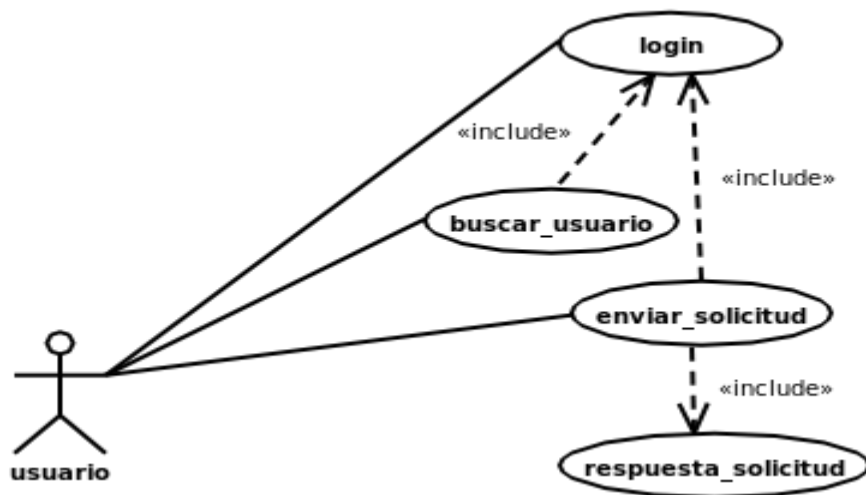 login
«include»
«include»
buscar_usuario
enviar_solicitud
«include»
usuario
respuesta_solicitud